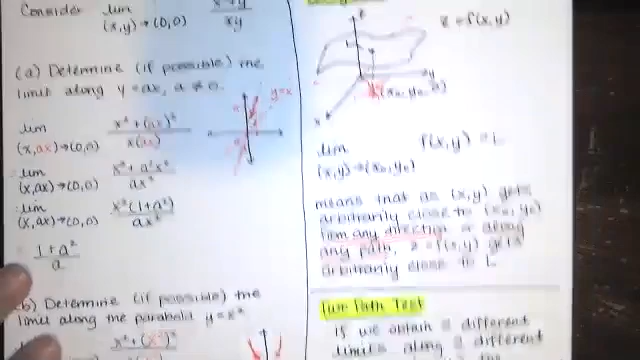 Consider lim x²+y²
(x,y)→(0,0) xy
(a) Determine (if possible) the
limits along y=ax, a≠0.
y=x
lim x²+(ax)²
(x,ax)→(0,0) x(ax)
= lim x²+a²x²
(x,ax)→(0,0) ax²
= lim x²(1+a²)
(x,ax)→(0,0) ax²
1+a²
a
(b) Determine (if possible) the
limit along the parabola y=x²
z
z=f(x,y)
L
y
x
lim f(x,y)=L
(x,y)→(x₀,y₀)
means that as (x,y) gets
arbitrarily close to (x₀,y₀)
from any direction or along
any path, z=f(x,y) gets
arbitrarily close to L.
Two Path Test
If we obtain 2 different
limits along 2 different